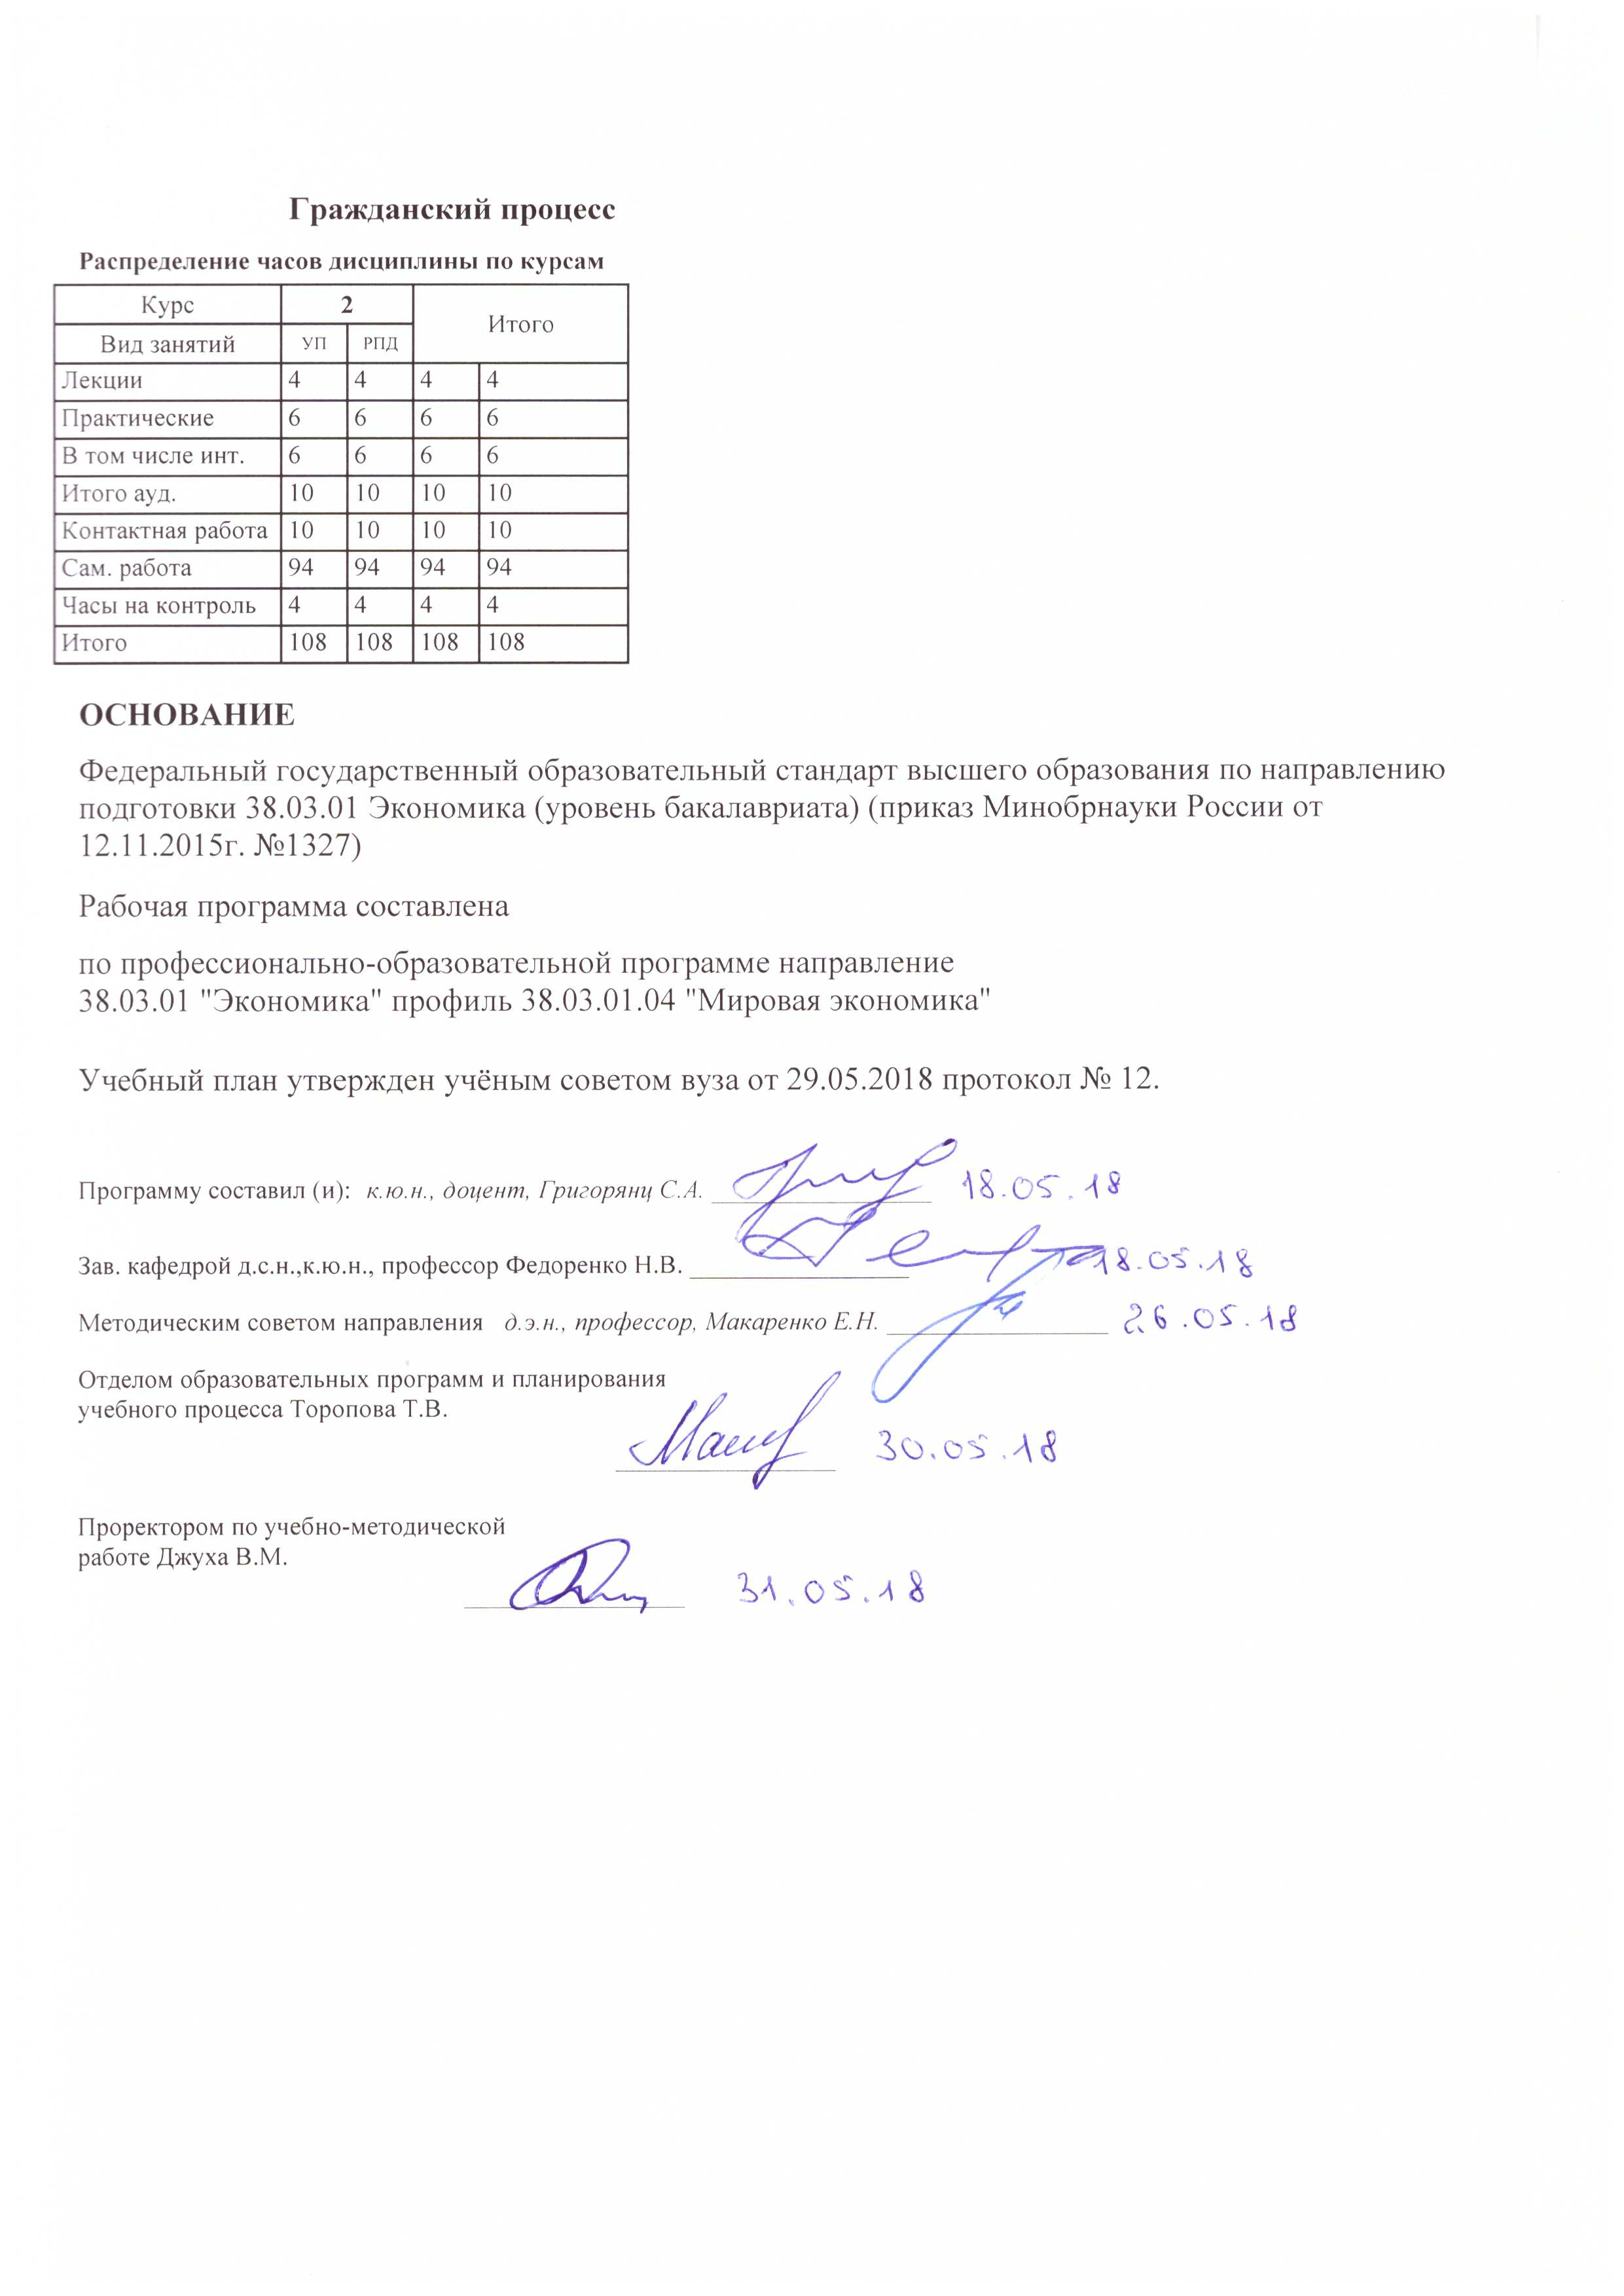 Гражданский процесс
Распределение часов дисциплины по курсам
Курс 2 Итого
Вид занятий УП РПД
Лекции 4 4 4 4
Практические 6 6 6 6
В том числе инт. 6 6 6 6
Итого ауд. 10 10 10 10
Контактная работа 10 10 10 10
Сам. работа 94 94 94 94
Часы на контроль 4 4 4 4
Итого 108 108 108 108
ОСНОВАНИЕ
Федеральный государственный образовательный стандарт высшего образования по направлению
подготовки 38.03.01 Экономика (уровень бакалавриата) (приказ Минобрнауки России от
12.11.2015г. №1327)
Рабочая программа составлена
по профессионально-образовательной программе направление
38.03.01 "Экономика" профиль 38.03.01.04 "Мировая экономика"
Учебный план утвержден учёным советом вуза от 29.05.2018 протокол № 12.
Программу составил (и): к.ю.н., доцент, Григорянц С.А. 18.05.18
Зав. кафедрой д.с.н.,к.ю.н., профессор Федоренко Н.В. 18.05.18
Методическим советом направления д.э.н., профессор, Макаренко Е.Н. 26.05.18
Отделом образовательных программ и планирования
учебного процесса Торопова Т.В.
30.05.18
Проректором по учебно-методической
работе Джуха В.М.
31.05.18